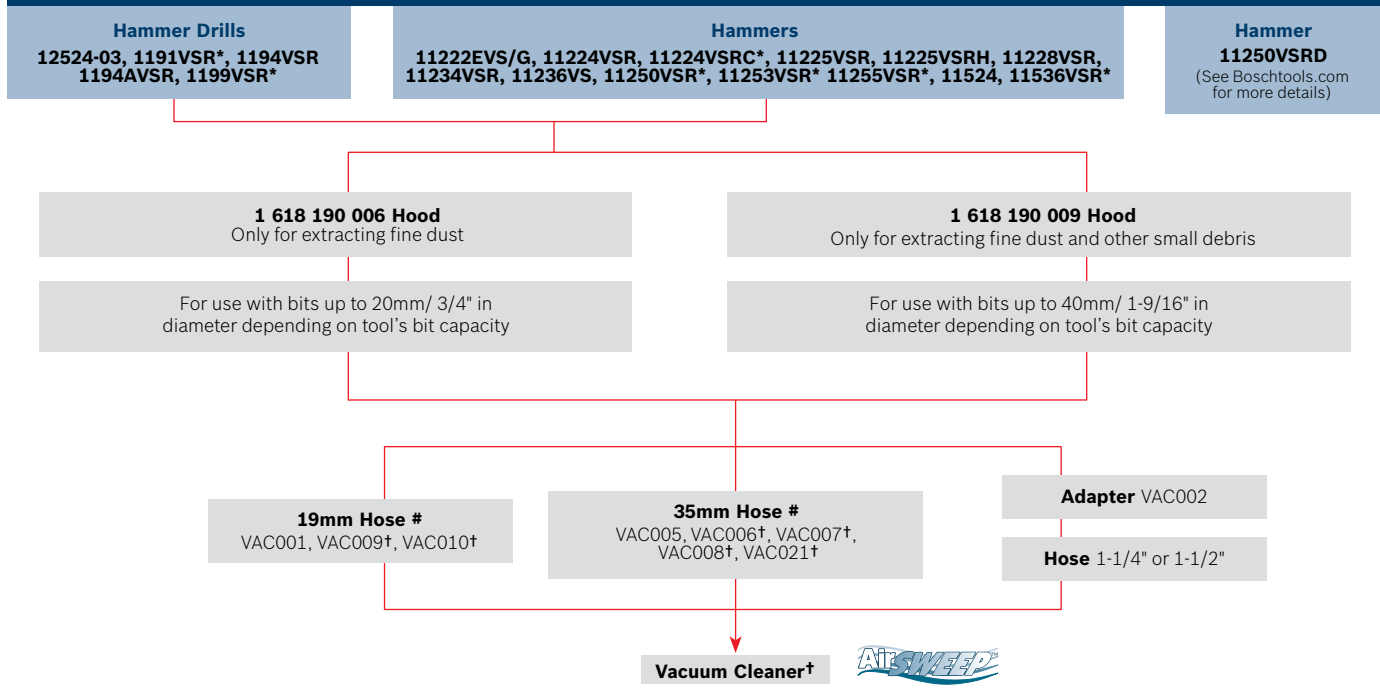 Hammer Drills
12524-03, 1191VSR*, 1194VSR
1194AVSR, 1199VSR*
Hammers
11222EVS/G, 11224VSR, 11224VSRC*, 11225VSR, 11225VSRH, 11228VSR,
11234VSR, 11236VS, 11250VSR*, 11253VSR* 11255VSR*, 11524, 11536VSR*
Hammer
11250VSRD
(See Boschtools.com
for more details)
1 618 190 006 Hood
Only for extracting fine dust
1 618 190 009 Hood
Only for extracting fine dust and other small debris
For use with bits up to 20mm/ 3/4" in
diameter depending on tool's bit capacity
For use with bits up to 40mm/ 1-9/16" in
diameter depending on tool's bit capacity
19mm Hose #
VAC001, VAC009†, VAC010†
35mm Hose #
VAC005, VAC006†, VAC007†,
VAC008†, VAC021†
Adapter VAC002
Hose 1-1/4" or 1-1/2"
Vacuum Cleaner†
AirSWEEP™